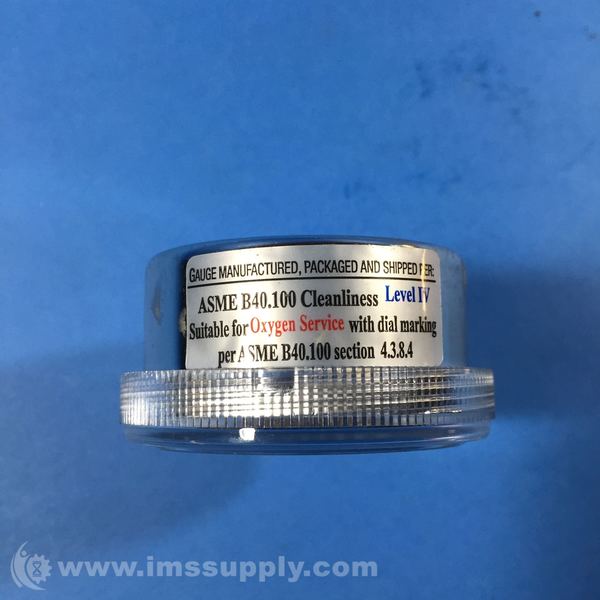 GAUGE MANUFACTURED, PACKAGED AND SHIPPED PER:
ASME B40.100 Cleanliness Level IV
Suitable for Oxygen Service with dial marking
per ASME B40.100 section 4.3.8.4
www.imssupply.com